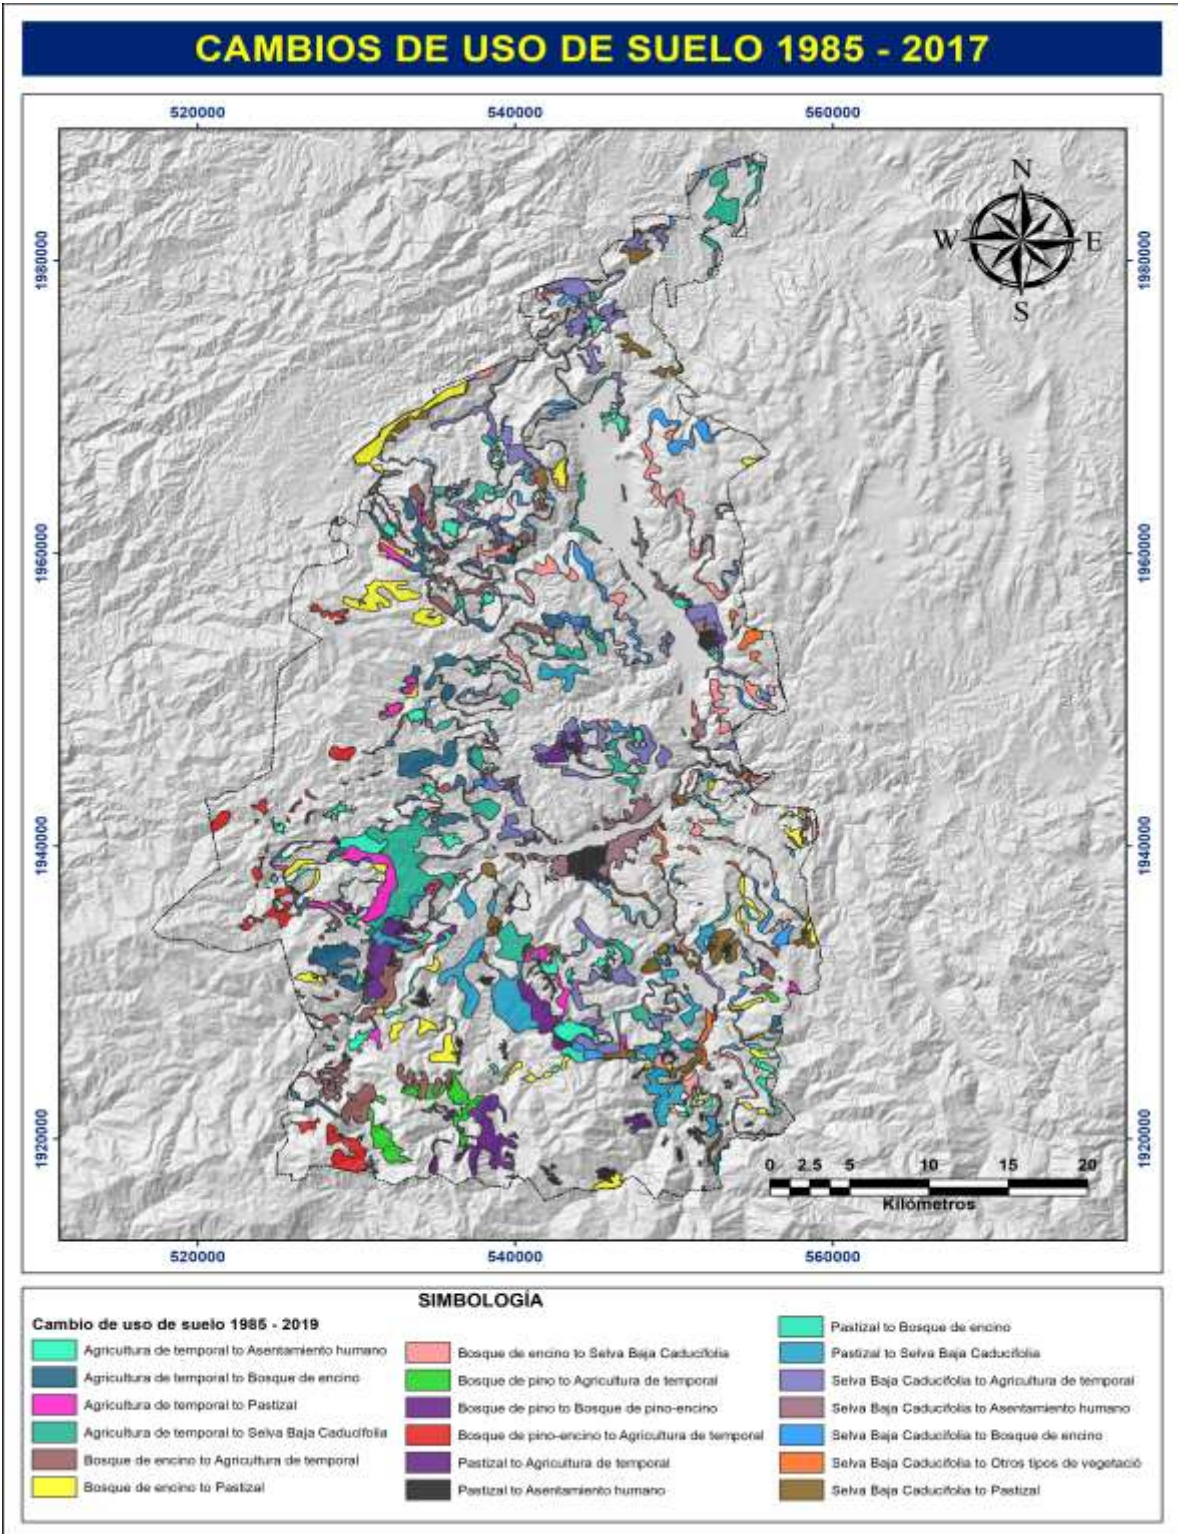 CAMBIOS DE USO DE SUELO 1985 - 2017
520000 540000 560000
N
W E
S
1980000 1980000
1960000 1960000
1940000 1940000
1920000 1920000
0 2.5 5 10 15 20
Kilómetros
520000 540000 560000
SIMBOLOGÍA
Cambio de uso de suelo 1985 - 2019
Agricultura de temporal to Asentamiento humano
Agricultura de temporal to Bosque de encino
Agricultura de temporal to Pastizal
Agricultura de temporal to Selva Baja Caducifolia
Bosque de encino to Agricultura de temporal
Bosque de encino to Pastizal
Bosque de encino to Selva Baja Caducifolia
Bosque de pino to Agricultura de temporal
Bosque de pino to Bosque de pino-encino
Bosque de pino-encino to Agricultura de temporal
Pastizal to Agricultura de temporal
Pastizal to Asentamiento humano
Pastizal to Bosque de encino
Pastizal to Selva Baja Caducifolia
Selva Baja Caducifolia to Agricultura de temporal
Selva Baja Caducifolia to Asentamiento humano
Selva Baja Caducifolia to Bosque de encino
Selva Baja Caducifolia to Otros tipos de vegetació
Selva Baja Caducifolia to Pastizal